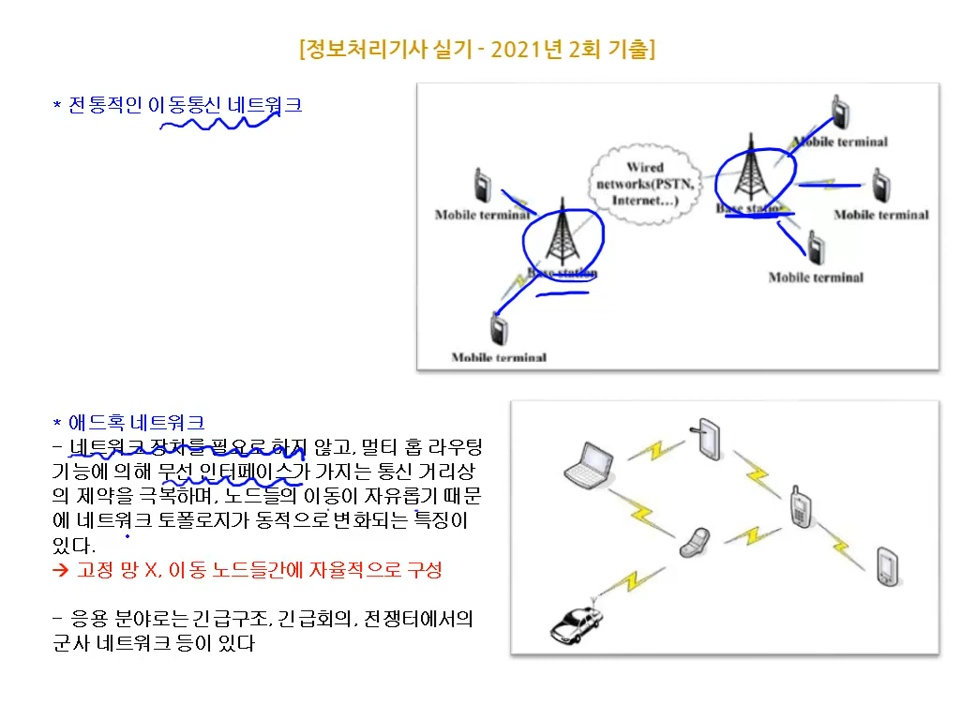 [정보처리기사 실기 - 2021년 2회 기출]
* 전통적인 이동통신 네트워크
Mobile terminal
Wired
networks(PSTN,
Internet...)
Mobile terminal
Base station
Mobile terminal
Mobile terminal
Base station
Mobile terminal
Mobile terminal
* 애드혹 네트워크
- 네트워크 장치를 필요로 하지 않고, 멀티 홉 라우팅
기능에 의해 무선 인터페이스가 가지는 통신 거리상
의 제약을 극복하며, 노드들의 이동이 자유롭기 때문
에 네트워크 토폴로지가 동적으로 변화되는 특징이
있다.
→ 고정 망 X, 이동 노드들간에 자율적으로 구성
- 응용 분야로는 긴급구조, 긴급회의, 전쟁터에서의
군사 네트워크 등이 있다